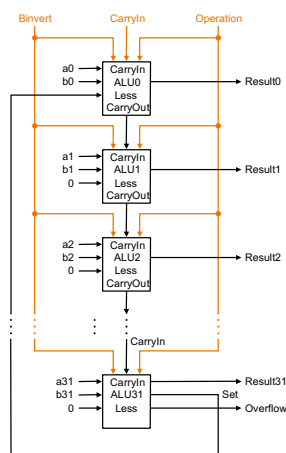 Binvert CarryIn Operation
a0 CarryIn
b0 ALU0 Result0
Less
CarryOut
a1 CarryIn
b1 ALU1 Result1
0 Less
CarryOut
a2 CarryIn
b2 ALU2 Result2
0 Less
CarryOut
CarryIn
a31 CarryIn Result31
b31 ALU31 Set
0 Less Overflow